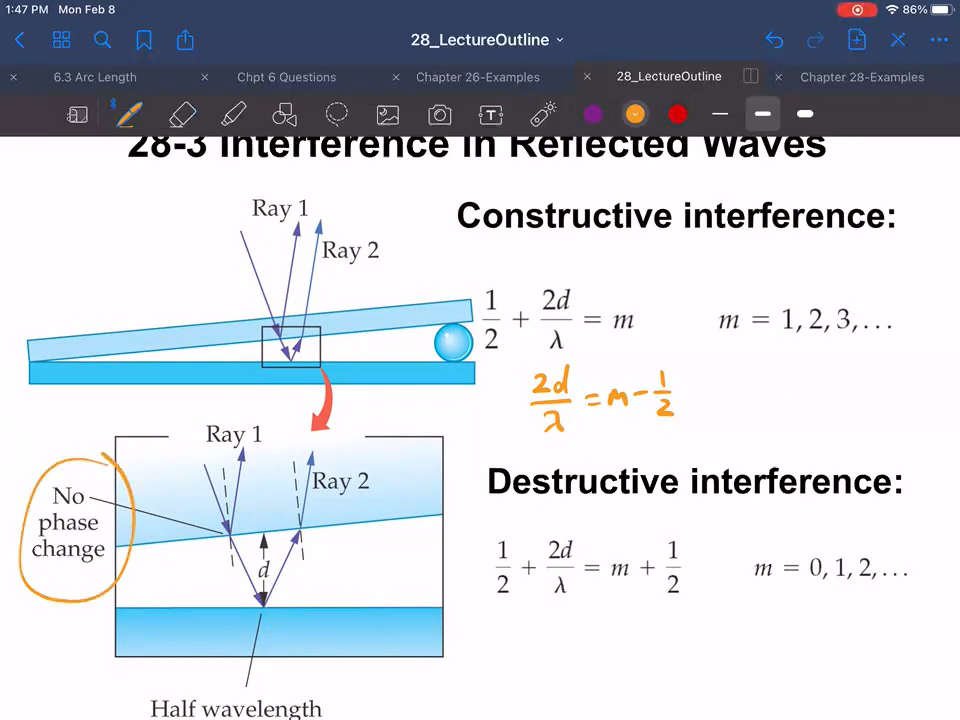 1:47 PM Mon Feb 8
86%
28_LectureOutline
6.3 Arc Length
Chpt 6 Questions
Chapter 26-Examples
28_LectureOutline
Chapter 28-Examples
28-3 Interference in Reflected Waves
Ray 1
Ray 2
Constructive interference:
1/2 + 2d/λ = m m = 1, 2, 3, . . .
2d/λ = m - 1/2
Ray 1
Ray 2
No
phase
change
d
Destructive interference:
1/2 + 2d/λ = m + 1/2 m = 0, 1, 2, . . .
Half wavelength